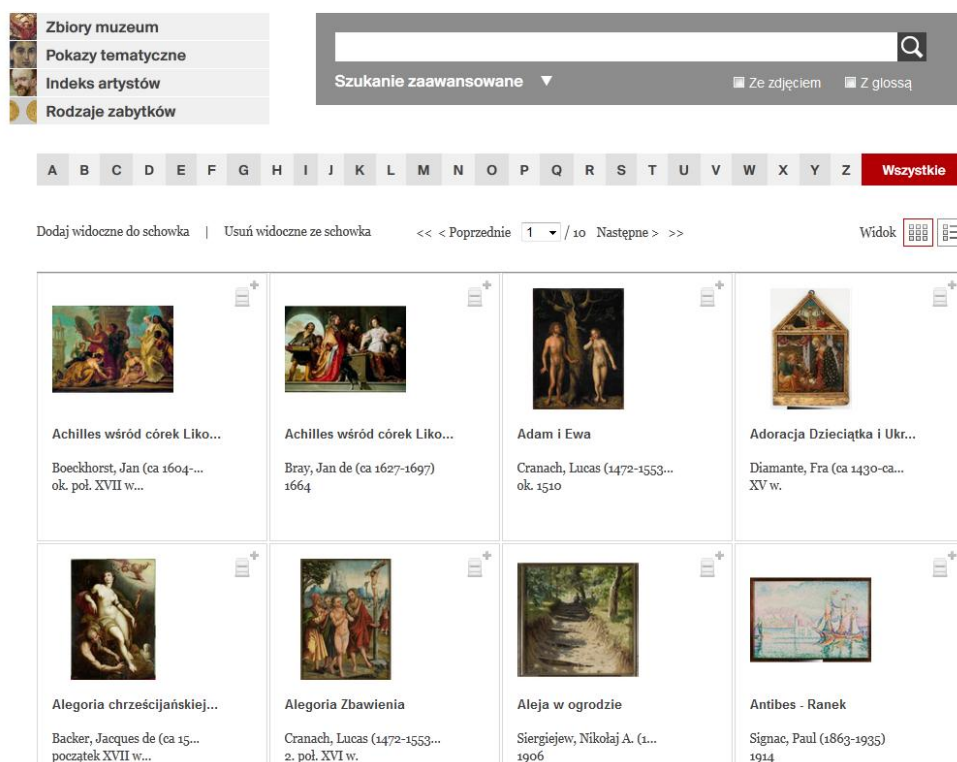 Zbiory muzeum
Pokazy tematyczne
Indeks artystów
Rodzaje zabytków
Szukanie zaawansowane ▼
Ze zdjęciem
Z glossą
A B C D E F G H I J K L M N O P Q R S T U V W X Y Z Wszystkie
Dodaj widoczne do schowka | Usuń widoczne ze schowka << < Poprzednie 1 / 10 Następne > >> Widok
Achilles wśród córek Liko...
Boeckhorst, Jan (ca 1604-...
ok. poł. XVII w...
Achilles wśród córek Liko...
Bray, Jan de (ca 1627-1697)
1664
Adam i Ewa
Cranach, Lucas (1472-1553...
ok. 1510
Adoracja Dzieciątka i Ukr...
Diamante, Fra (ca 1430-ca...
XV w.
Alegoria chrześcijańskiej...
Backer, Jacques de (ca 15...
początek XVII w...
Alegoria Zbawienia
Cranach, Lucas (1472-1553...
2. poł. XVI w.
Aleja w ogrodzie
Siergiejew, Nikołaj A. (1...
1906
Antibes - Ranek
Signac, Paul (1863-1935)
1914